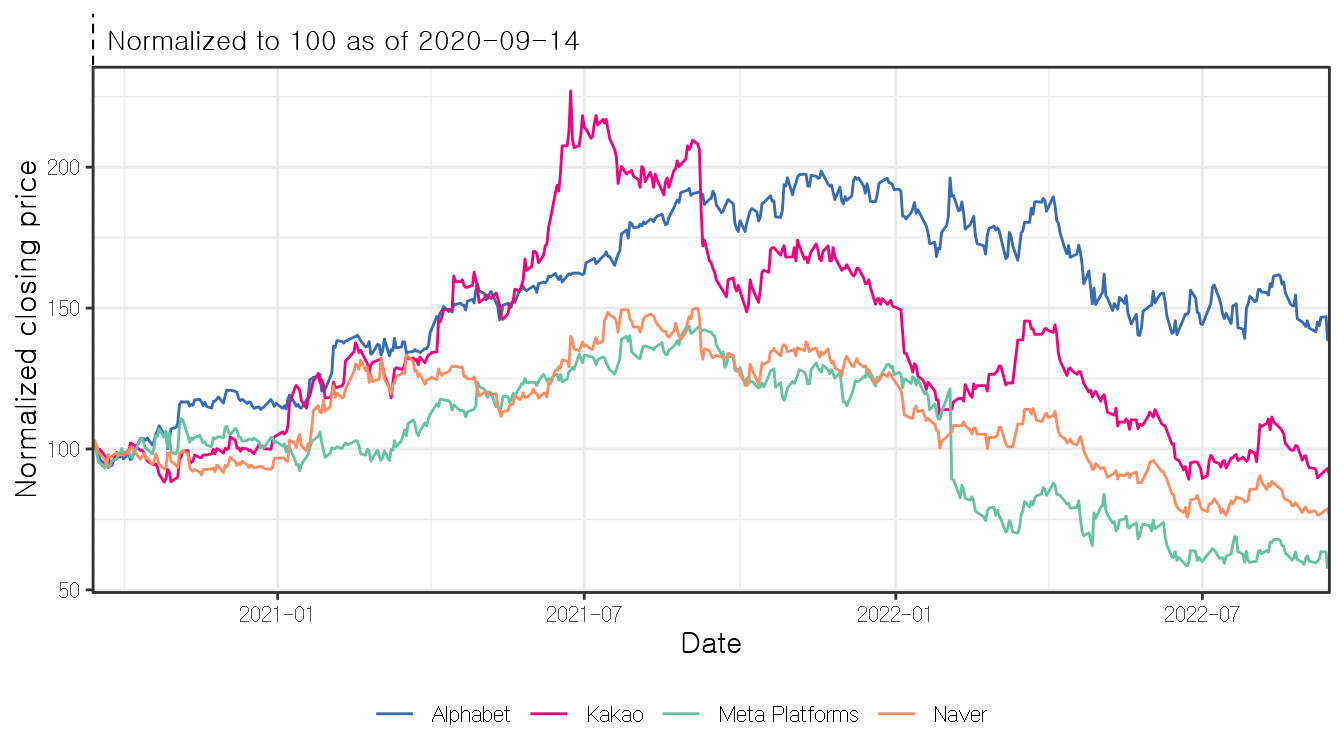 Normalized to 100 as of 2020-09-14
Normalized closing price
200
150
100
50
2021-01 2021-07 2022-01 2022-07
Date
Alphabet Kakao Meta Platforms Naver